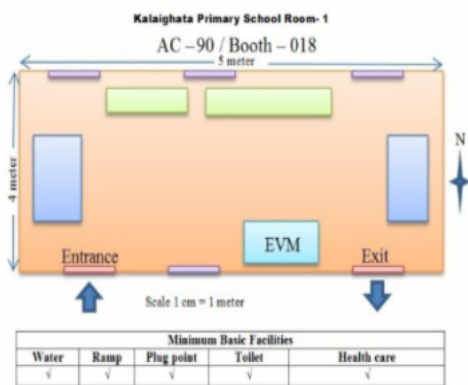 Kalaighata Primary School Room- 1
AC – 90 / Booth – 018
5 meter
4 meter
N
EVM
Entrance
Exit
Scale 1 cm = 1 meter
Minimum Basic Facilities
Water Ramp Plug point Toilet Health care
√ √ √ √ √